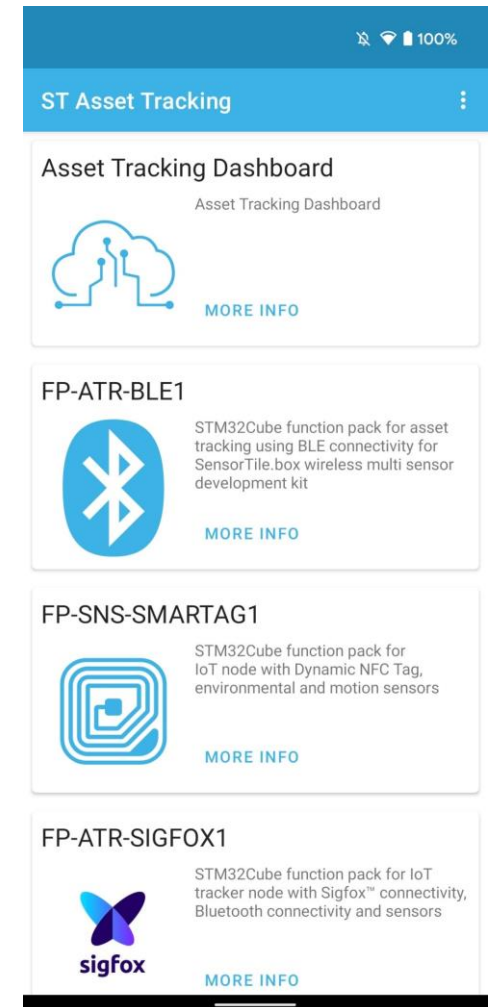 100%
ST Asset Tracking
Asset Tracking Dashboard
Asset Tracking Dashboard
MORE INFO
FP-ATR-BLE1
STM32Cube function pack for asset
tracking using BLE connectivity for
SensorTile.box wireless multi sensor
development kit
MORE INFO
FP-SNS-SMARTAG1
STM32Cube function pack for
IoT node with Dynamic NFC Tag,
environmental and motion sensors
MORE INFO
FP-ATR-SIGFOX1
STM32Cube function pack for IoT
tracker node with Sigfox™ connectivity,
Bluetooth connectivity and sensors
sigfox
MORE INFO